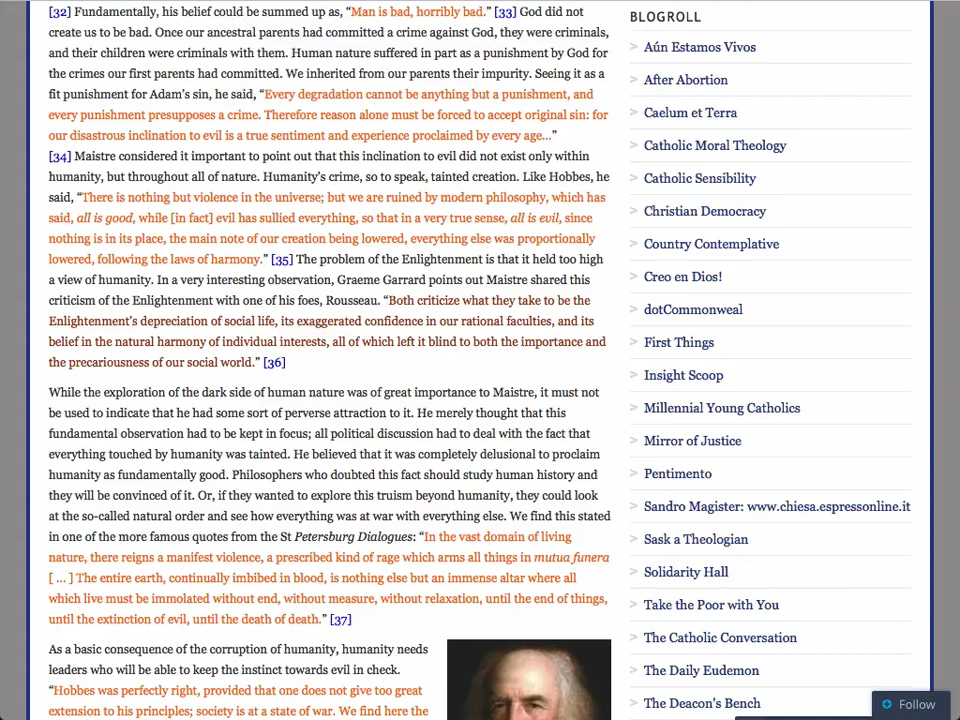 [32] Fundamentally, his belief could be summed up as, “Man is bad, horribly bad.” [33] God did not
create us to be bad. Once our ancestral parents had committed a crime against God, they were criminals,
and their children were criminals with them. Human nature suffered in part as a punishment by God for
the crimes our first parents had committed. We inherited from our parents their impurity. Seeing it as a
fit punishment for Adam’s sin, he said, “Every degradation cannot be anything but a punishment, and
every punishment presupposes a crime. Therefore reason alone must be forced to accept original sin: for
our disastrous inclination to evil is a true sentiment and experience proclaimed by every age...”
[34] Maistre considered it important to point out that this inclination to evil did not exist only within
humanity, but throughout all of nature. Humanity’s crime, so to speak, tainted creation. Like Hobbes, he
said, “There is nothing but violence in the universe; but we are ruined by modern philosophy, which has
said, all is good, while [in fact] evil has sullied everything, so that in a very true sense, all is evil, since
nothing is in its place, the main note of our creation being lowered, everything else was proportionally
lowered, following the laws of harmony.” [35] The problem of the Enlightenment is that it held too high
a view of humanity. In a very interesting observation, Graeme Garrard points out Maistre shared this
criticism of the Enlightenment with one of his foes, Rousseau. “Both criticize what they take to be the
Enlightenment’s depreciation of social life, its exaggerated confidence in our rational faculties, and its
belief in the natural harmony of individual interests, all of which left it blind to both the importance and
the precariousness of our social world.” [36]
While the exploration of the dark side of human nature was of great importance to Maistre, it must not
be used to indicate that he had some sort of perverse attraction to it. He merely thought that this
fundamental observation had to be kept in focus; all political discussion had to deal with the fact that
everything touched by humanity was tainted. He believed that it was completely delusional to proclaim
humanity as fundamentally good. Philosophers who doubted this fact should study human history and
they will be convinced of it. Or, if they wanted to explore this truism beyond humanity, they could look
at the so-called natural order and see how everything was at war with everything else. We find this stated
in one of the more famous quotes from the St Petersburg Dialogues: “In the vast domain of living
nature, there reigns a manifest violence, a prescribed kind of rage which arms all things in mutua funera
[ ... ] The entire earth, continually imbibed in blood, is nothing else but an immense altar where all
which live must be immolated without end, without measure, without relaxation, until the end of things,
until the extinction of evil, until the death of death.” [37]
As a basic consequence of the corruption of humanity, humanity needs
leaders who will be able to keep the instinct towards evil in check.
“Hobbes was perfectly right, provided that one does not give too great
extension to his principles; society is at a state of war. We find here the
BLOGROLL
> Aún Estamos Vivos
> After Abortion
> Caelum et Terra
> Catholic Moral Theology
> Catholic Sensibility
> Christian Democracy
> Country Contemplative
> Creo en Dios!
> dotCommonweal
> First Things
> Insight Scoop
> Millennial Young Catholics
> Mirror of Justice
> Pentimento
> Sandro Magister: www.chiesa.espressonline.it
> Sask a Theologian
> Solidarity Hall
> Take the Poor with You
> The Catholic Conversation
> The Daily Eudemon
> The Deacon's Bench
Follow